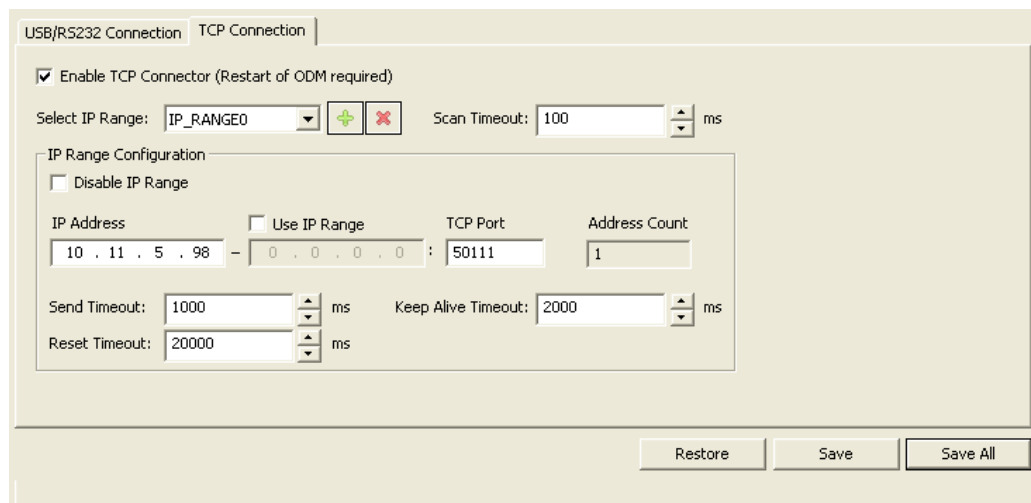 USB/RS232 Connection TCP Connection
Enable TCP Connector (Restart of ODM required)
Select IP Range: IP_RANGE0 Scan Timeout: 100 ms
IP Range Configuration
Disable IP Range
IP Address Use IP Range TCP Port Address Count
10 . 11 . 5 . 98 – 0 . 0 . 0 . 0 : 50111 1
Send Timeout: 1000 ms Keep Alive Timeout: 2000 ms
Reset Timeout: 20000 ms
Restore Save Save All